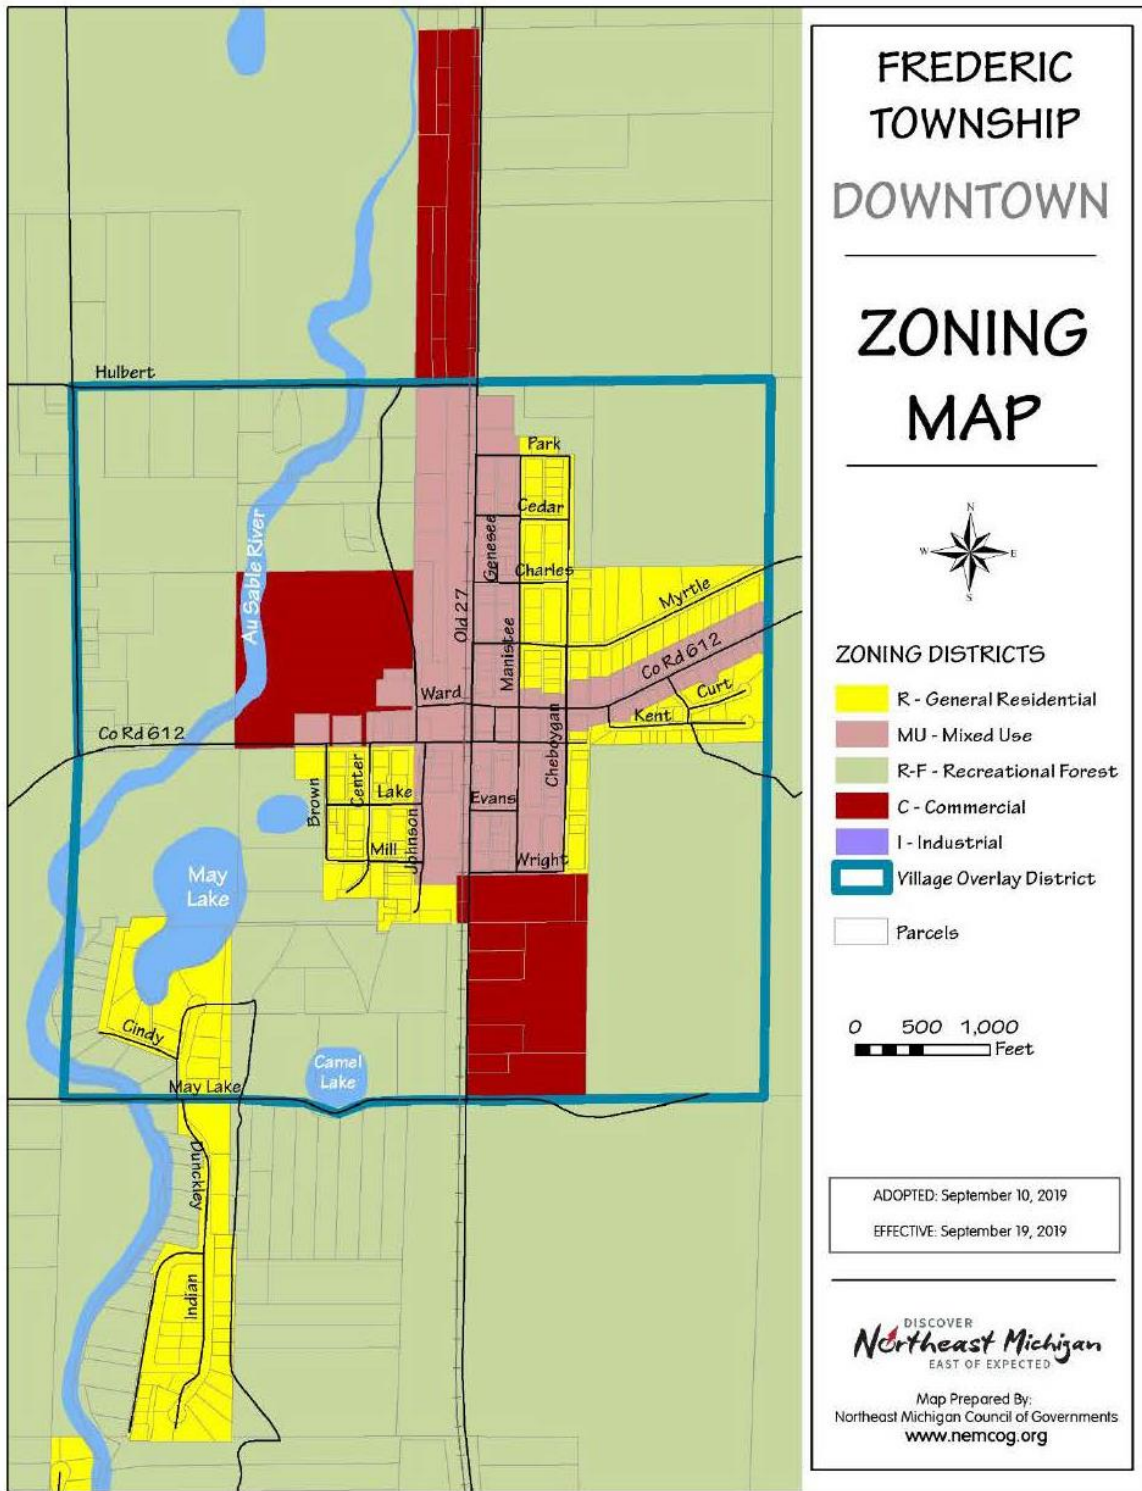 FREDERIC
TOWNSHIP
DOWNTOWN
ZONING
MAP
N
W
E
S
ZONING DISTRICTS
R - General Residential
MU - Mixed Use
R-F - Recreational Forest
C - Commercial
I - Industrial
Village Overlay District
Parcels
0 500 1,000
Feet
ADOPTED: September 10, 2019
EFFECTIVE: September 19, 2019
DISCOVER
Northeast Michigan
EAST OF EXPECTED
Map Prepared By:
Northeast Michigan Council of Governments
www.nemcog.org
Hulbert
Park
Cedar
Genesee
Charles
Au Sable River
Old 27
Myrtle
Manistee
Co Rd 612
Ward
Curt
Kent
Co Rd 612
Cheboygan
Center
Brown
Lake
Evans
Johnson
Mill
Wright
May
Lake
Cindy
Camel
Lake
May Lake
Dunckley
Indian